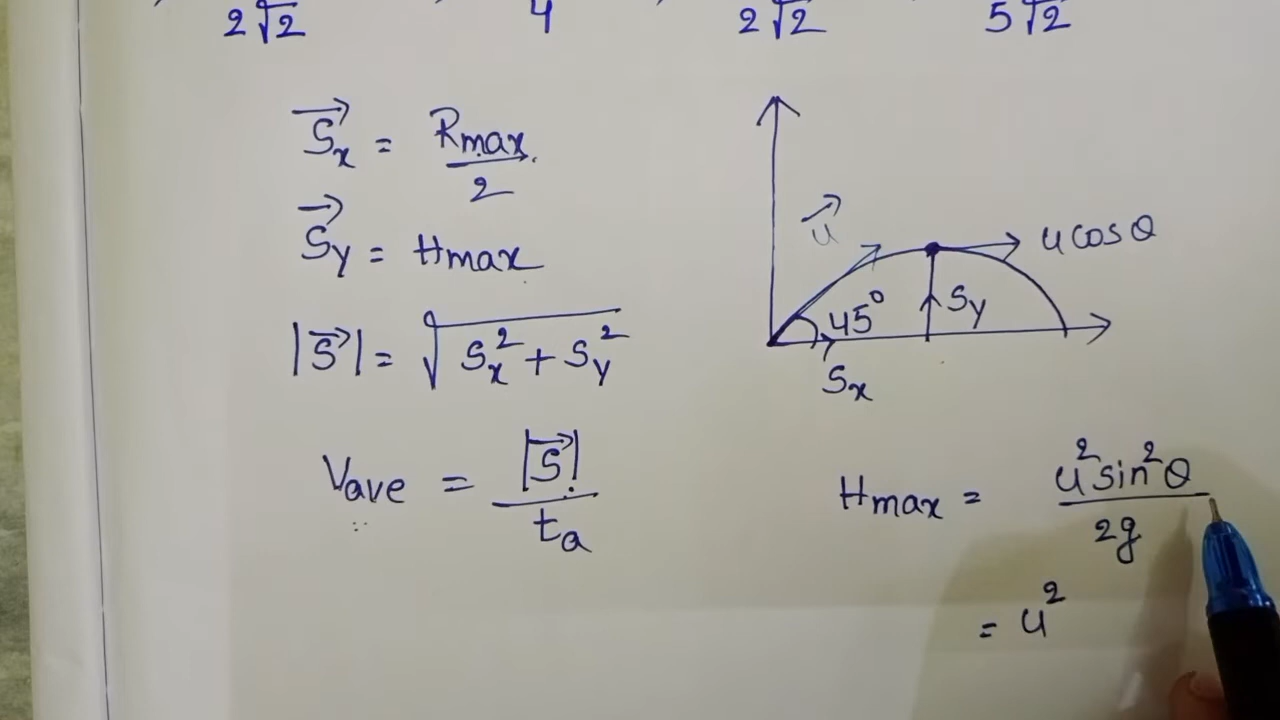 2√2 4 2√2 5√2
S⃗x = Rmax/2
S⃗y = Hmax
|S⃗| = √(Sx² + Sy²)
Vave = |S⃗|/ta
u⃗
u cos θ
45°
Sy
Sx
Hmax = u² sin² θ/2g
= u²